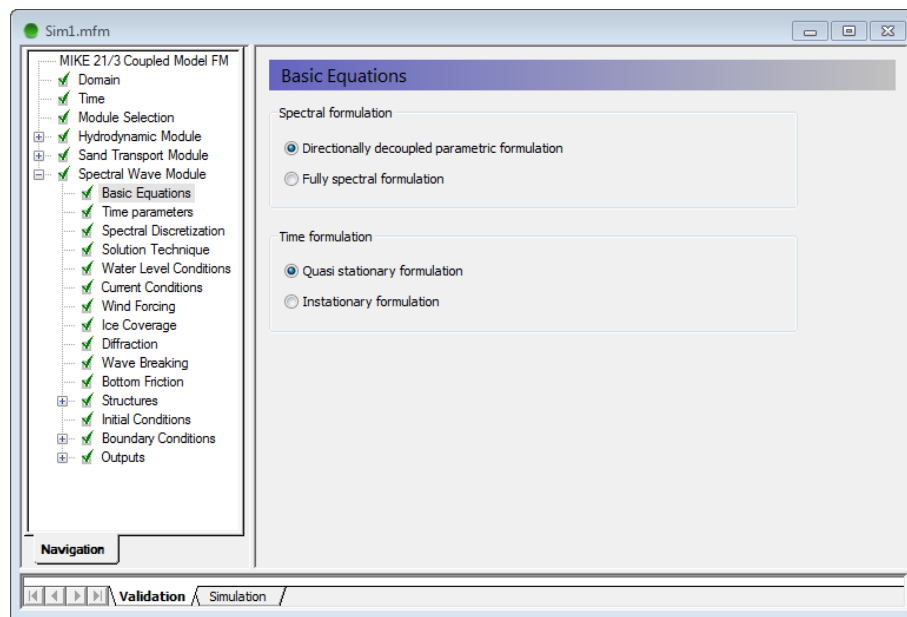 Sim1.mfm
MIKE 21/3 Coupled Model FM
Domain
Time
Module Selection
Hydrodynamic Module
Sand Transport Module
Spectral Wave Module
Basic Equations
Time parameters
Spectral Discretization
Solution Technique
Water Level Conditions
Current Conditions
Wind Forcing
Ice Coverage
Diffraction
Wave Breaking
Bottom Friction
Structures
Initial Conditions
Boundary Conditions
Outputs
Navigation
Basic Equations
Spectral formulation
Directionally decoupled parametric formulation
Fully spectral formulation
Time formulation
Quasi stationary formulation
Instationary formulation
Validation
Simulation